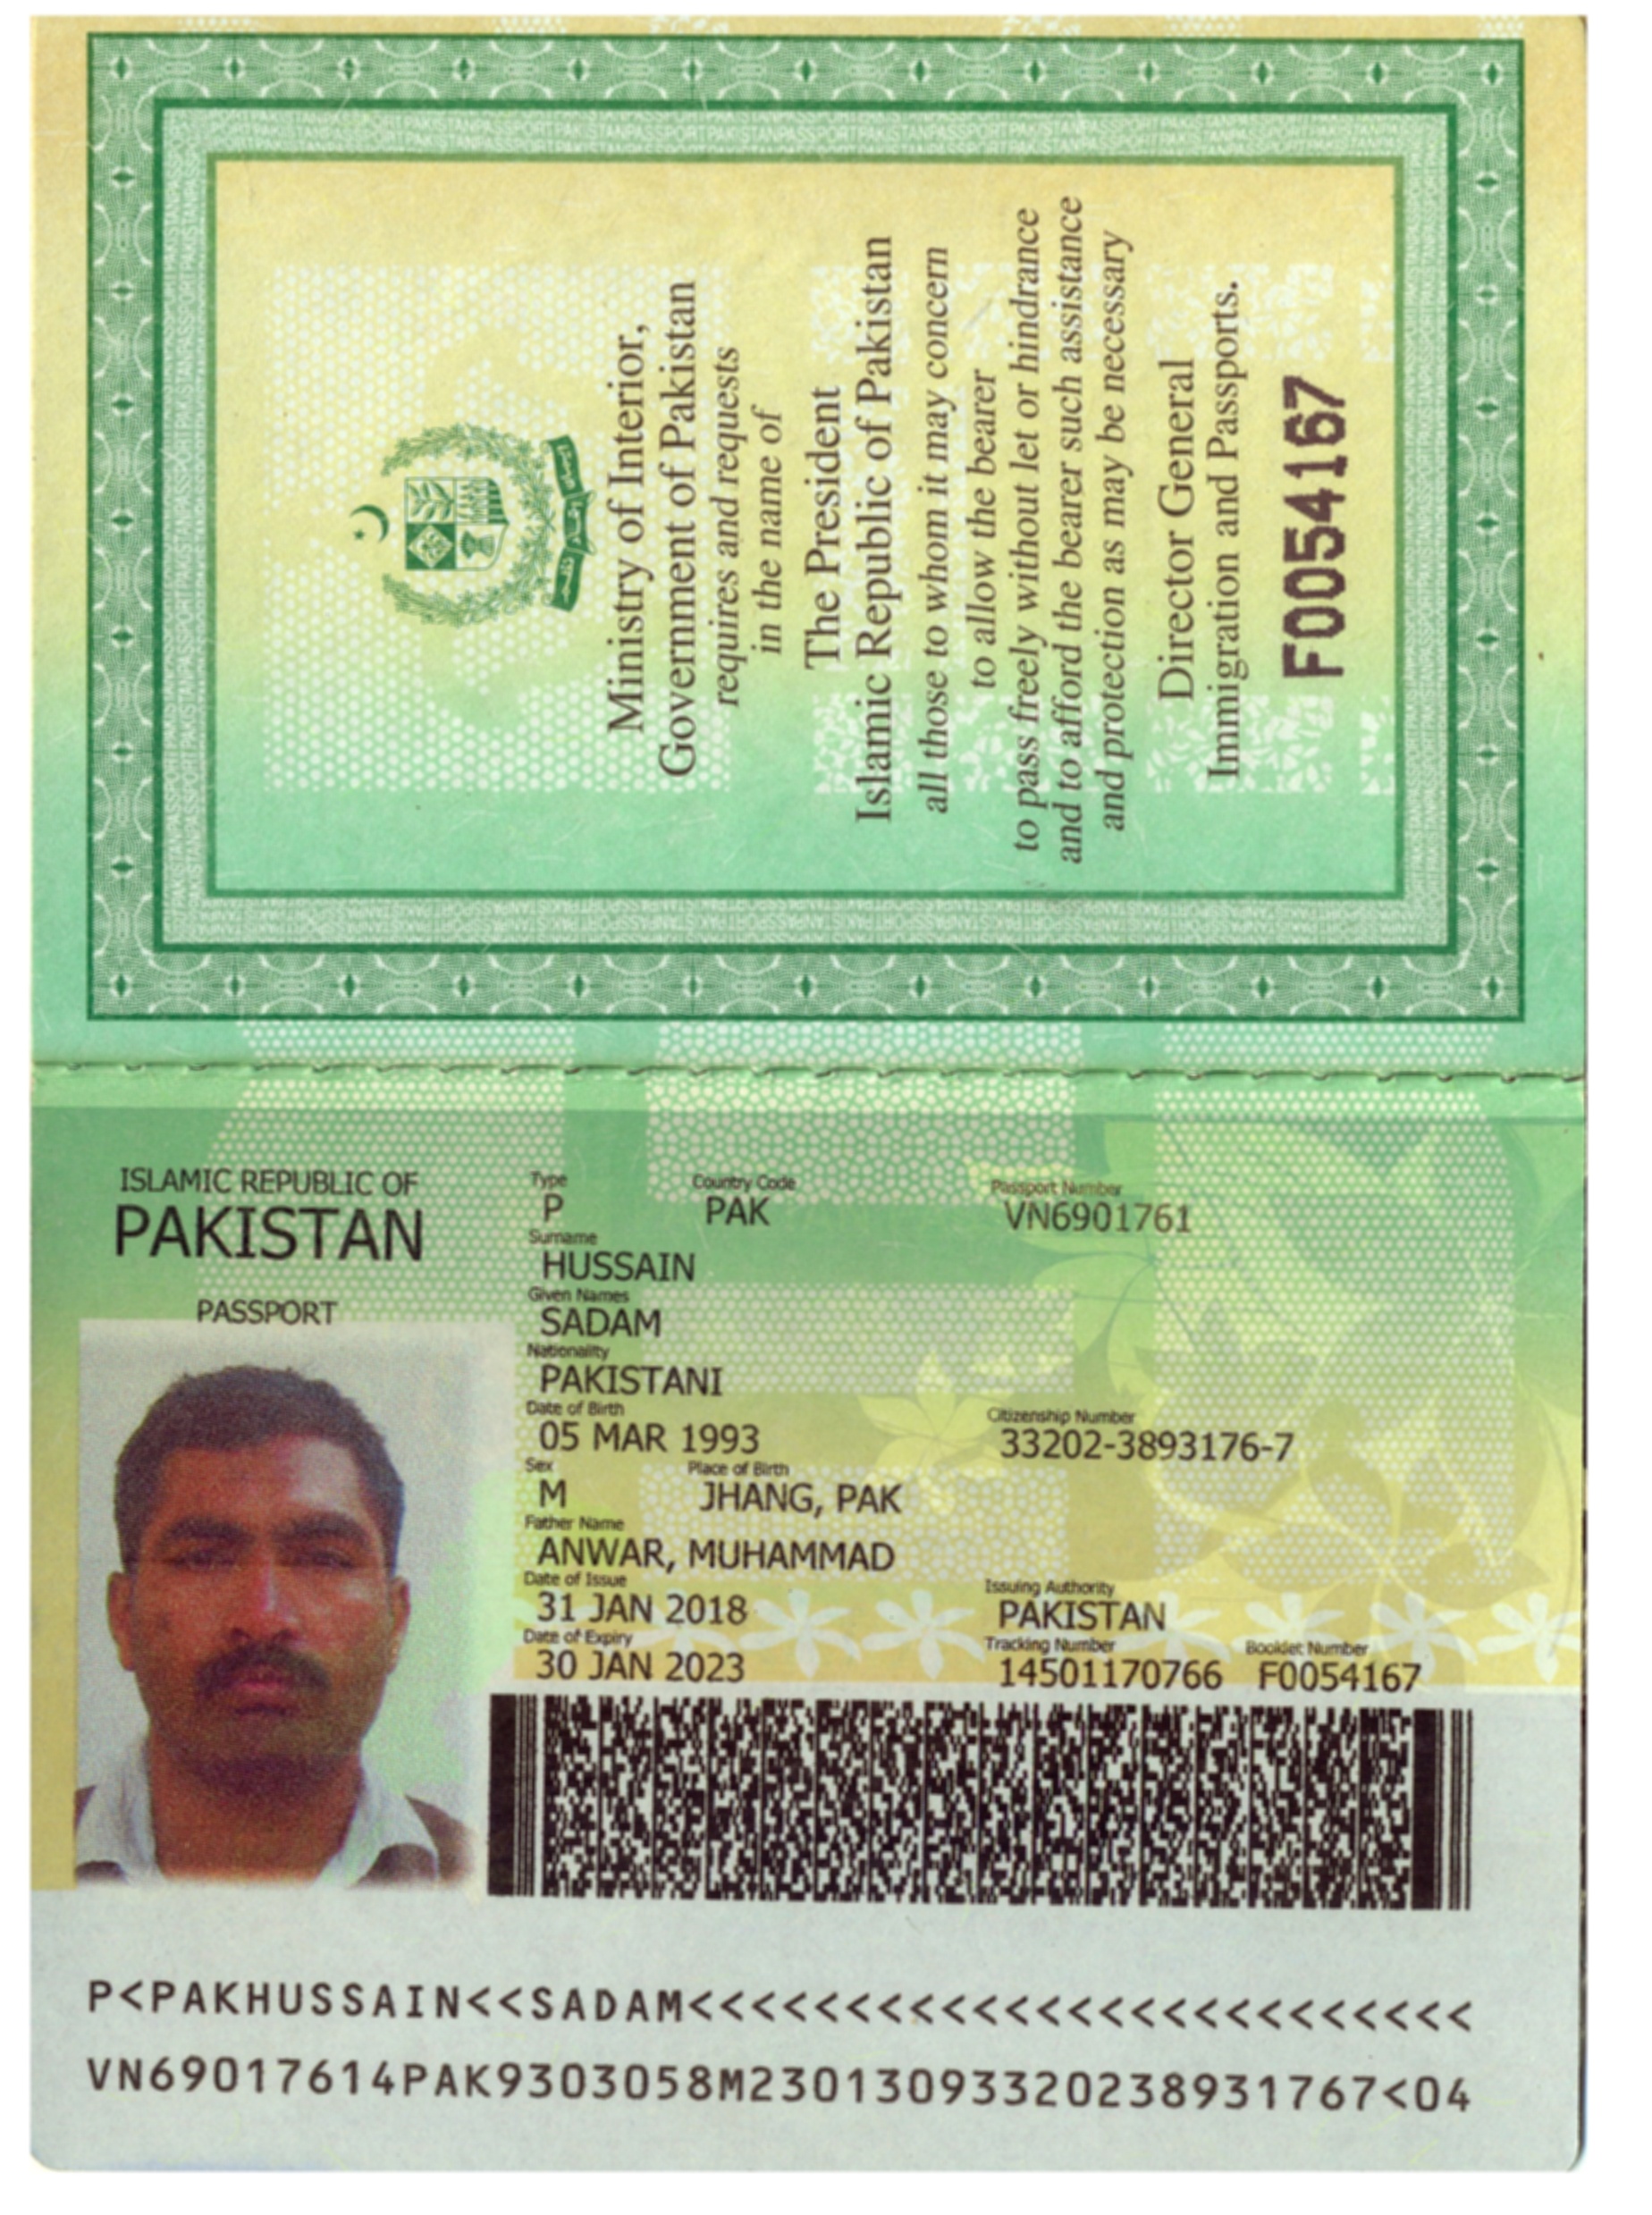 Ministry of Interior,
Government of Pakistan
requires and requests
in the name of
The President
Islamic Republic of Pakistan
all those to whom it may concern
to allow the bearer
to pass freely without let or hindrance
and to afford the bearer such assistance
and protection as may be necessary
Director General
Immigration and Passports.
F0054167
ISLAMIC REPUBLIC OF
PAKISTAN
PASSPORT
Type Country Code Passport Number
P PAK VN6901761
Surname
HUSSAIN
Given Names
SADAM
Nationality
PAKISTANI
Date of Birth Citizenship Number
05 MAR 1993 33202-3893176-7
Sex Place of Birth
M JHANG, PAK
Father Name
ANWAR, MUHAMMAD
Date of Issue Issuing Authority
31 JAN 2018 PAKISTAN
Date of Expiry Tracking Number Booklet Number
30 JAN 2023 14501170766 F0054167
P<PAKHUSSAIN<<SADAM<<<<<<<<<<<<<<<<<<<<<<<<<
VN69017614PAK9303058M23013093320238931767<04